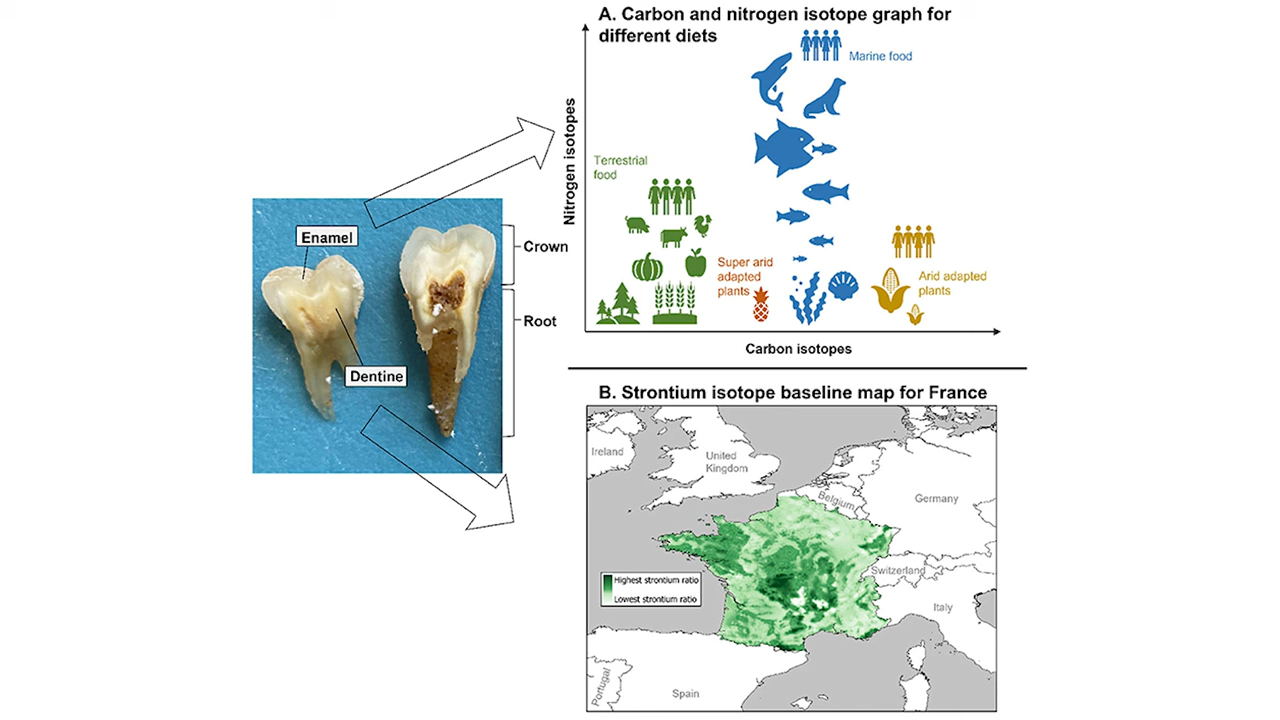 Enamel
Dentine
Crown
Root
A. Carbon and nitrogen isotope graph for
different diets
Nitrogen isotopes
Marine food
Terrestrial
food
Super arid
adapted
plants
Arid adapted
plants
Carbon isotopes
B. Strontium isotope baseline map for France
Ireland
United
Kingdom
Belgium
Germany
Switzerland
Italy
Highest strontium ratio
Lowest strontium ratio
Portugal
Spain